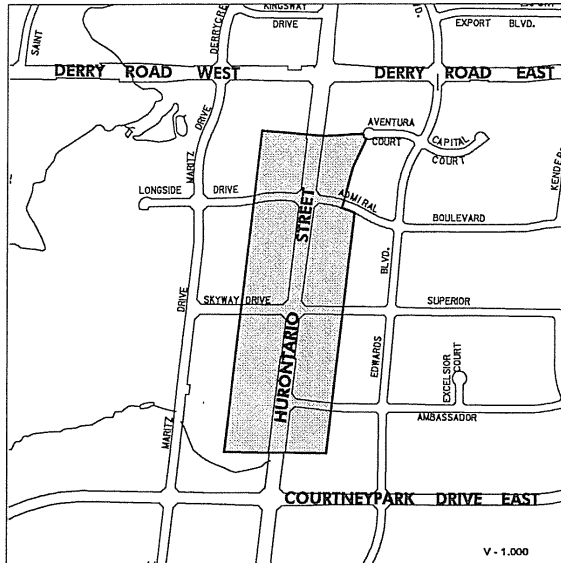 KINGSWAY
DRIVE
EXPORT BLVD.
SAINT
DERRYCRE
D.
DERRY ROAD WEST
DERRY ROAD EAST
DRIVE
AVENTURA
COURT
CAPITAL
COURT
MARITZ
KENDER
LONGSIDE DRIVE
ADMIRAL
STREET
BOULEVARD
BLVD.
SKYWAY DRIVE
SUPERIOR
DRIVE
HURONTARIO
EDWARDS
EXCELSIOR
COURT
AMBASSADOR
MARITZ
COURTNEYPARK DRIVE EAST
V - 1.000